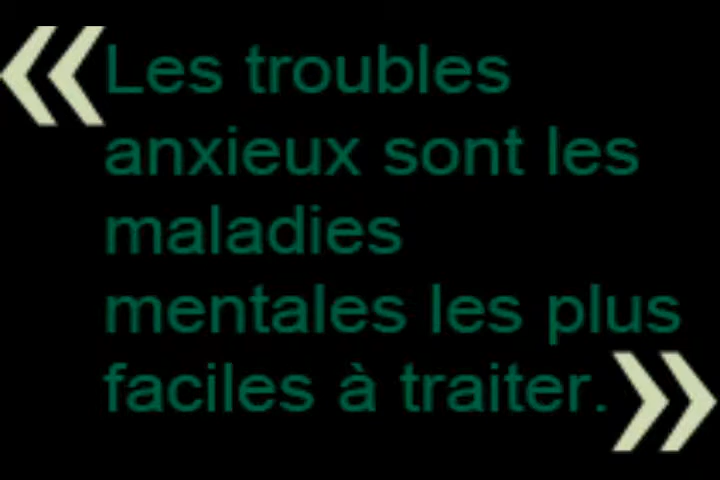 « Les troubles
anxieux sont les
maladies
mentales les plus
faciles à traiter. »